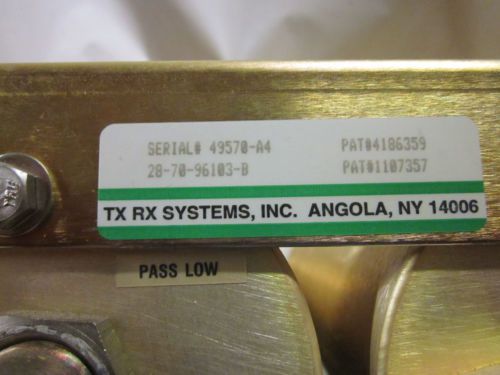 SERIAL# 49570-A4 PAT#4186359
28-70-96103-B PAT#1107357
TX RX SYSTEMS, INC. ANGOLA, NY 14006
PASS LOW